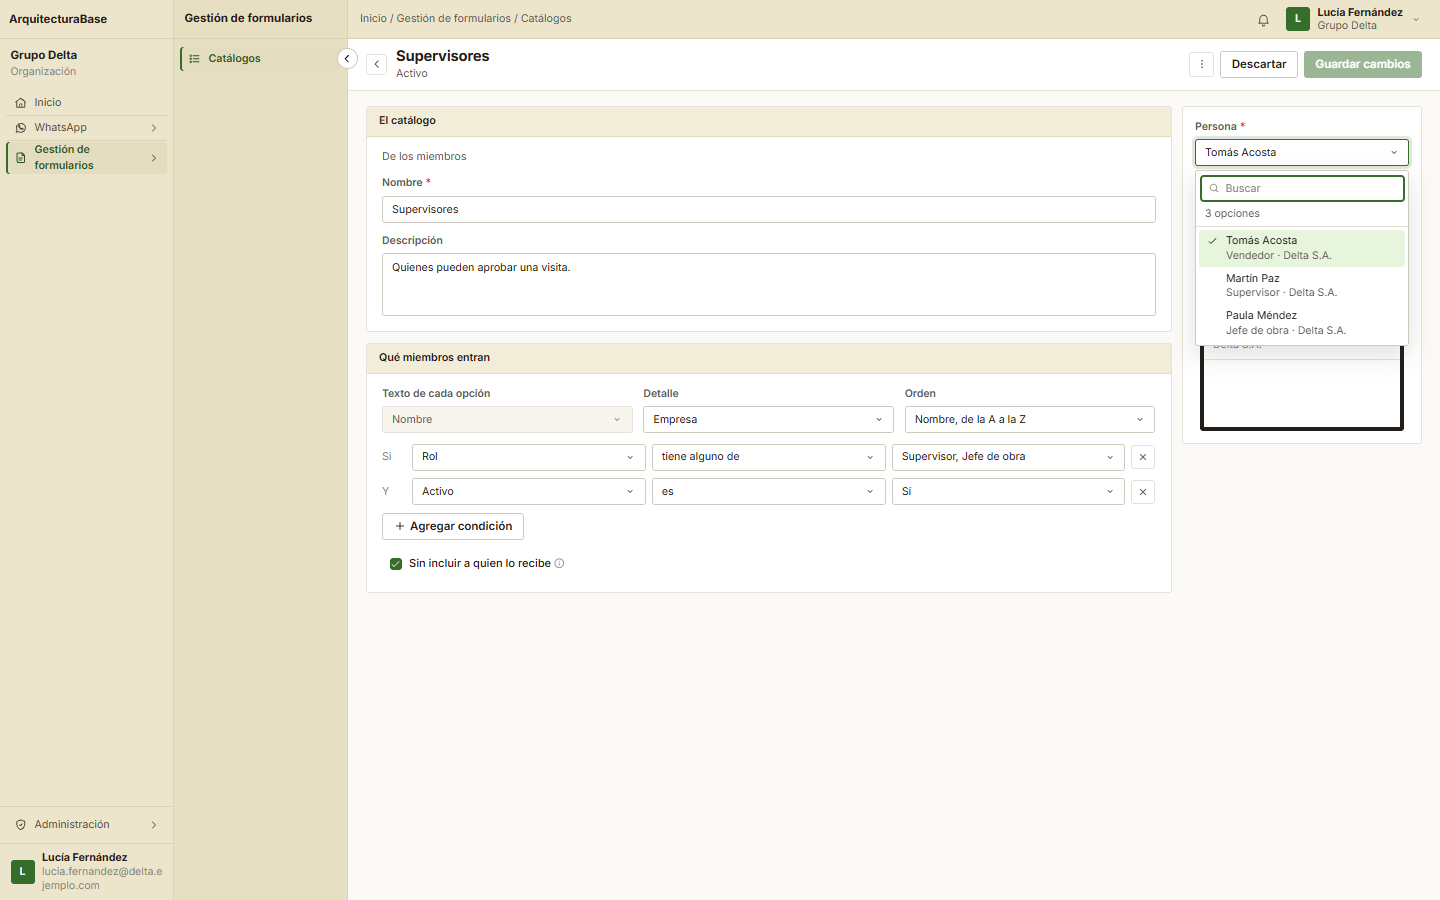 ArquitecturaBase
Grupo Delta
Organización
Inicio
WhatsApp
Gestión de
formularios
Administración
L
Lucía Fernández
lucia.fernandez@delta.e
jemplo.com
Gestión de formularios
Catálogos
Inicio / Gestión de formularios / Catálogos
L
Lucía Fernández
Grupo Delta
Supervisores
Activo
Descartar
Guardar cambios
El catálogo
De los miembros
Nombre *
Supervisores
Descripción
Quienes pueden aprobar una visita.
Qué miembros entran
Texto de cada opción
Detalle
Orden
Nombre
Empresa
Nombre, de la A a la Z
Si
Rol
tiene alguno de
Supervisor, Jefe de obra
Y
Activo
es
Sí
Agregar condición
Sin incluir a quien lo recibe
Persona *
Tomás Acosta
Buscar
3 opciones
Tomás Acosta
Vendedor · Delta S.A.
Martín Paz
Supervisor · Delta S.A.
Paula Méndez
Jefe de obra · Delta S.A.
Delta S.A.